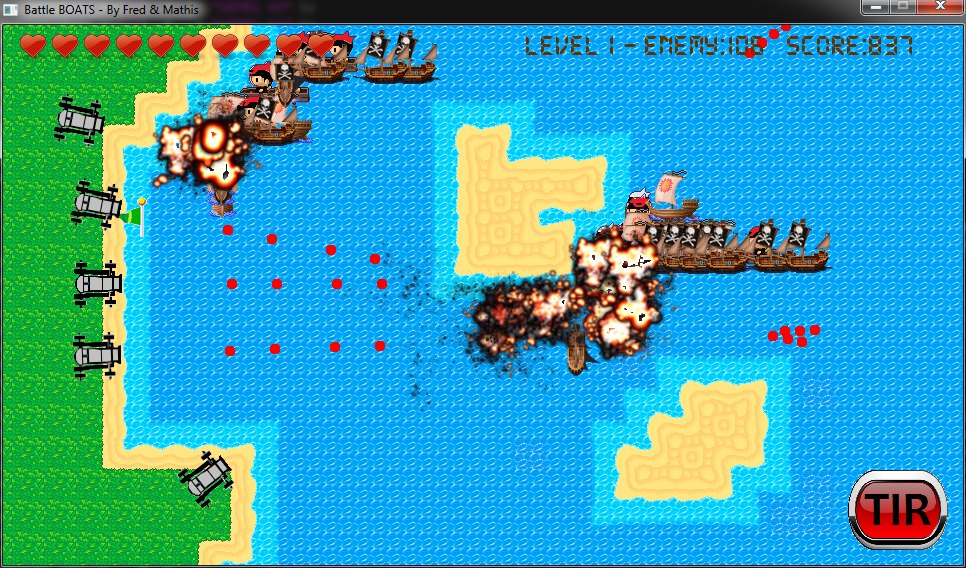 Battle BOATS - By Fred & Mathis
LEVEL 1 - ENEMY:108 SCORE:837
TIR